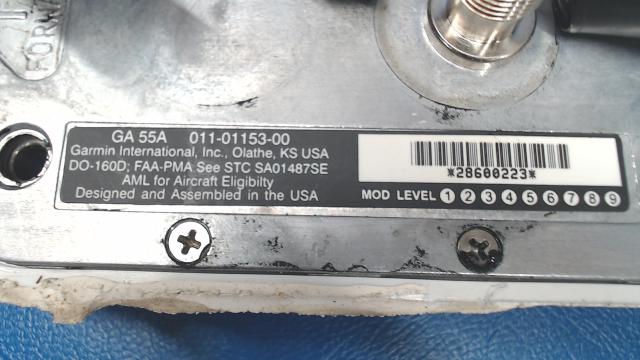 FORWARD
GA 55A 011-01153-00
Garmin International, Inc., Olathe, KS USA
DO-160D; FAA-PMA See STC SA01487SE
AML for Aircraft Eligibilty
Designed and Assembled in the USA
*28600223*
MOD LEVEL 1 2 3 4 5 6 7 8 9